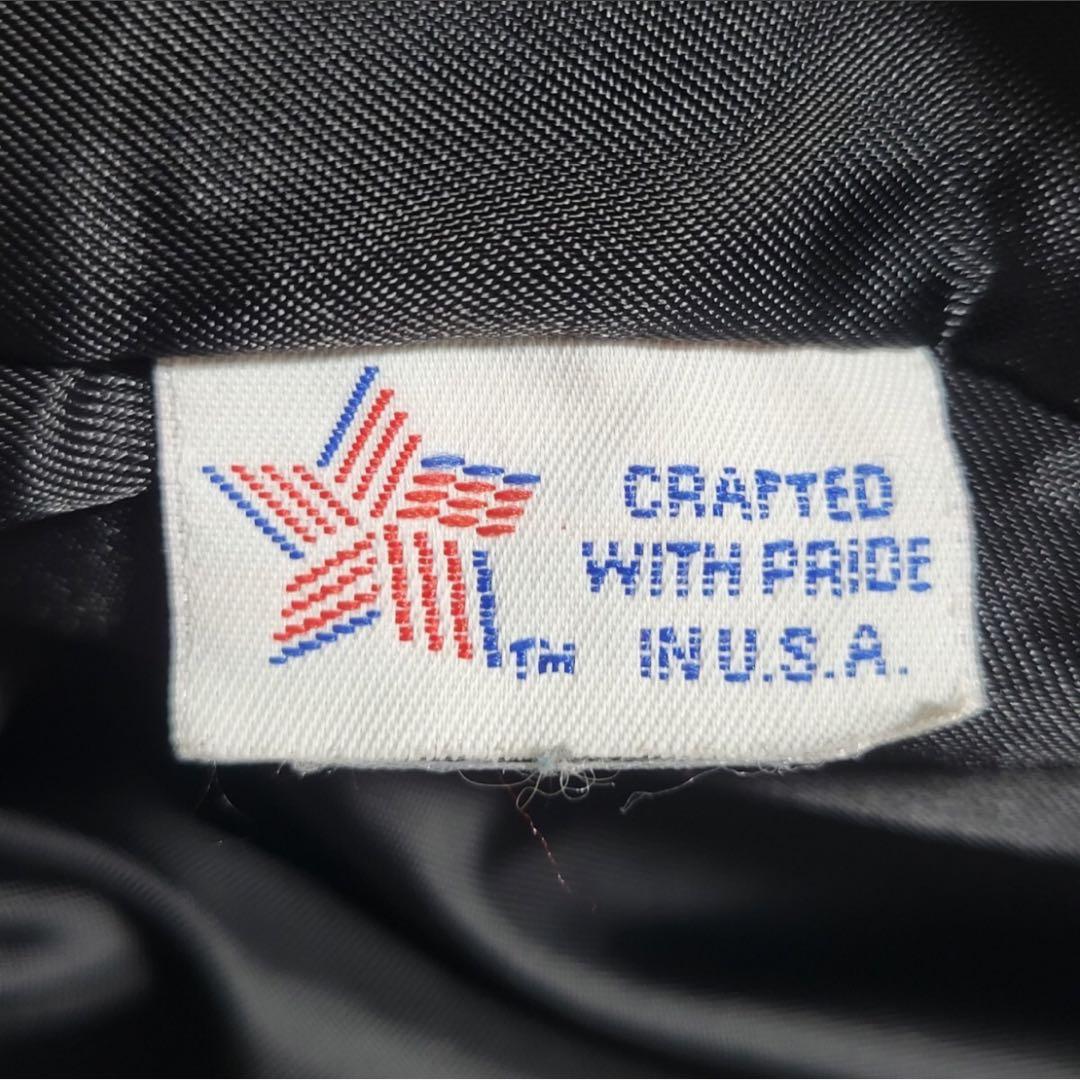 CRAFTED
WITH PRIDE
IN U.S.A.
TM